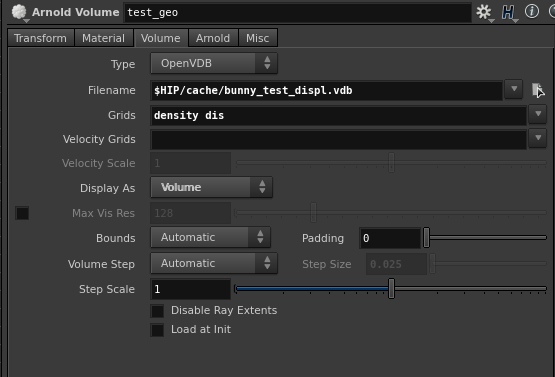 Arnold Volume test_geo
Transform Material Volume Arnold Misc
Type OpenVDB
Filename $HIP/cache/bunny_test_displ.vdb
Grids density dis
Velocity Grids
Velocity Scale 1
Display As Volume
Max Vis Res 128
Bounds Automatic Padding 0
Volume Step Automatic Step Size 0.025
Step Scale 1
Disable Ray Extents
Load at Init